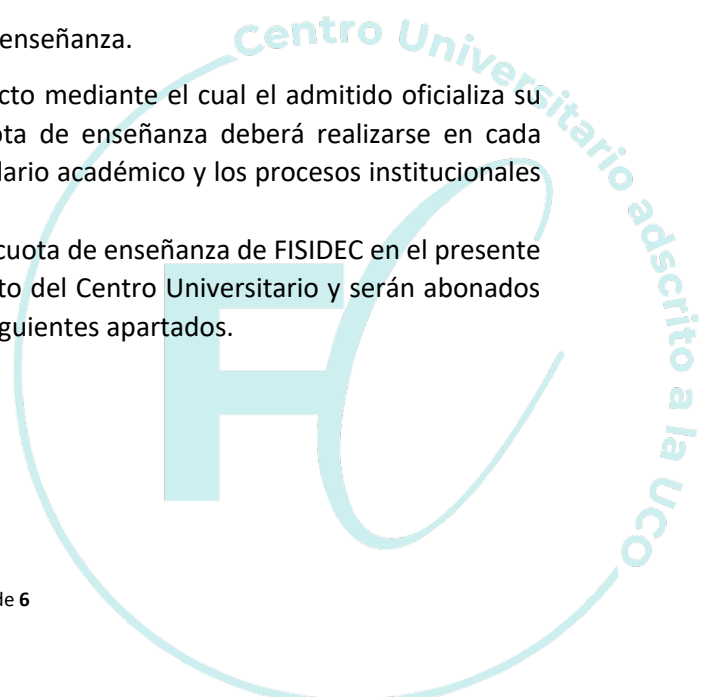 enseñanza.
Centro Universitario adscrito a la UCO
cto mediante el cual el admitido oficializa su
ota de enseñanza deberá realizarse en cada
dario académico y los procesos institucionales
cuota de enseñanza de FISIDEC en el presente
to del Centro Universitario y serán abonados
guientes apartados.
FC
de 6